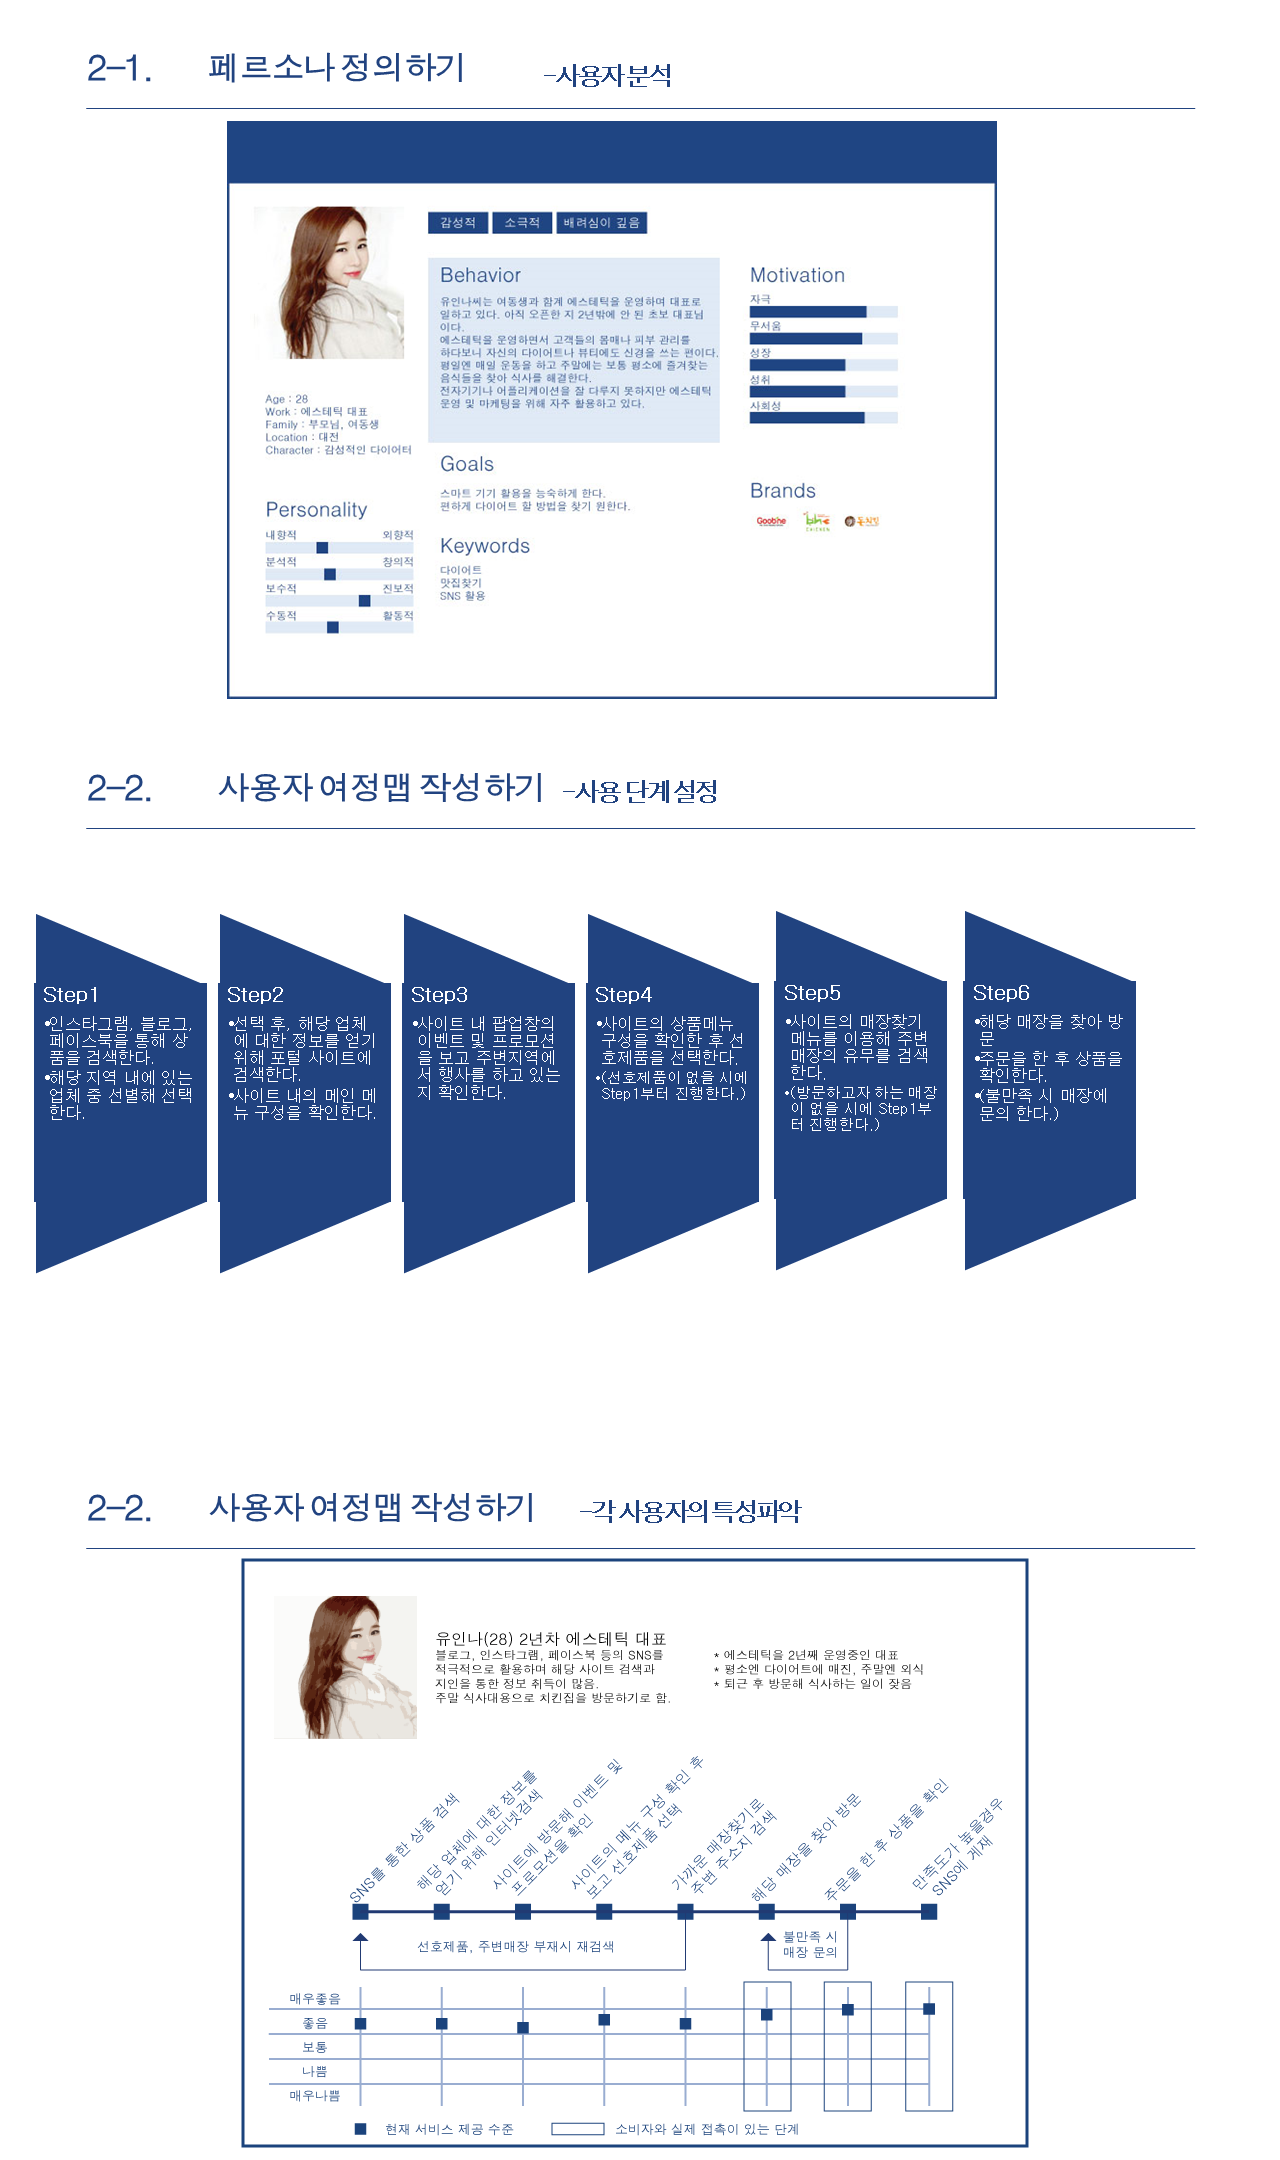 2-1. 페르소나 정의하기 -사용자 분석
감성적 소극적 배려심이 깊음
Behavior
유인나씨는 여동생과 함게 에스테틱을 운영하며 대표로
일하고 있다. 아직 오픈한 지 2년밖에 안 된 초보 대표님
이다.
에스테틱을 운영하면서 고객들의 몸매나 피부 관리를
하다보니 자신의 다이어트나 뷰티에도 신경을 쓰는 편이다.
평일엔 매일 운동을 하고 주말에는 보통 평소에 즐겨찾는
음식들을 찾아 식사를 해결한다.
전자기기나 어플리케이션을 잘 다루지 못하지만 에스테틱
운영 및 마케팅을 위해 자주 활용하고 있다.
Motivation
자극
무서움
성장
성취
사회성
Age : 28
Work : 에스테틱 대표
Family : 부모님, 여동생
Location : 대전
Character : 감성적인 다이어터
Goals
스마트 기기 활용을 능숙하게 한다.
편하게 다이어트 할 방법을 찾기 원한다.
Brands
Goobne bhc CHICKEN
Personality
내향적 외향적
분석적 창의적
보수적 진보적
수동적 활동적
Keywords
다이어트
맛집찾기
SNS 활용
2-2. 사용자 여정맵 작성하기 -사용 단계 설정
Step1
•인스타그램, 블로그,
페이스북을 통해 상
품을 검색한다.
•해당 지역 내에 있는
업체 중 선별해 선택
한다.
Step2
•선택 후, 해당 업체
에 대한 정보를 얻기
위해 포털 사이트에
검색한다.
•사이트 내의 메인 메
뉴 구성을 확인한다.
Step3
•사이트 내 팝업창의
이벤트 및 프로모션
을 보고 주변지역에
서 행사를 하고 있는
지 확인한다.
Step4
•사이트의 상품메뉴
구성을 확인한 후 선
호제품을 선택한다.
•(선호제품이 없을 시에
Step1부터 진행한다.)
Step5
•사이트의 매장찾기
메뉴를 이용해 주변
매장의 유무를 검색
한다.
•(방문하고자 하는 매장
이 없을 시에 Step1부
터 진행한다.)
Step6
•해당 매장을 찾아 방
문
•주문을 한 후 상품을
확인한다.
•(불만족 시 매장에
문의 한다.)
2-2. 사용자 여정맵 작성하기 -각 사용자의 특성파악
유인나(28) 2년차 에스테틱 대표
블로그, 인스타그램, 페이스북 등의 SNS를
적극적으로 활용하며 해당 사이트 검색과
지인을 통한 정보 취득이 많음.
주말 식사대용으로 치킨집을 방문하기로 함.
* 에스테틱을 2년째 운영중인 대표
* 평소엔 다이어트에 매진, 주말엔 외식
* 퇴근 후 방문해 식사하는 일이 잦음
SNS를 통한 상품 검색
해당 업체에 대한 정보를
얻기 위해 인터넷검색
사이트에 방문해 이벤트 및
프로모션을 확인
사이트의 메뉴 구성 확인 후
보고 선호제품 선택
가까운 매장찾기로
주변 주소지 검색
해당 매장을 찾아 방문
주문을 한 후 상품을 확인
만족도가 높을경우
SNS에 게재
선호제품, 주변매장 부재시 재검색
불만족 시
매장 문의
매우좋음
좋음
보통
나쁨
매우나쁨
현재 서비스 제공 수준
소비자와 실제 접촉이 있는 단계